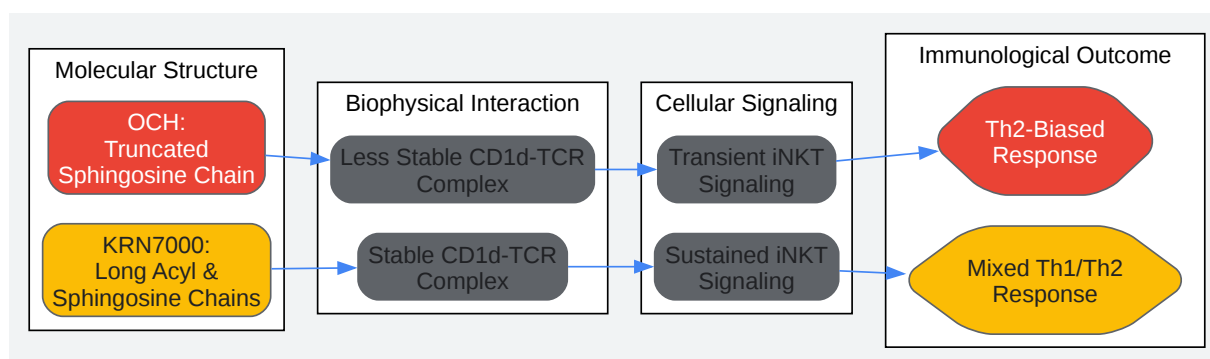 Molecular Structure
OCH:
Truncated
Sphingosine Chain
KRN7000:
Long Acyl &
Sphingosine Chains
Biophysical Interaction
Less Stable CD1d-TCR
Complex
Stable CD1d-TCR
Complex
Cellular Signaling
Transient iNKT
Signaling
Sustained iNKT
Signaling
Immunological Outcome
Th2-Biased
Response
Mixed Th1/Th2
Response